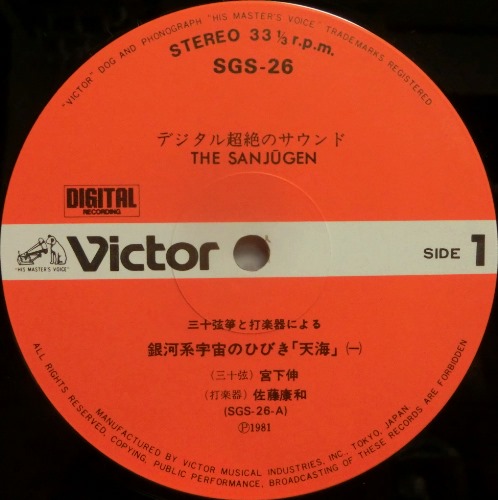 "VICTOR" DOG AND PHONOGRAPH "HIS MASTER'S VOICE" TRADEMARKS REGISTERED.
STEREO 33 ⅓ r.p.m.
SGS-26
デジタル超絶のサウンド
THE SANJŪGEN
DIGITAL
RECORDING
"HIS MASTER'S VOICE"
Victor
SIDE 1
三十弦箏と打楽器による
銀河系宇宙のひびき「天海」㈠
(三十弦) 宮下伸
(打楽器) 佐藤康和
(SGS-26-A)
Ⓟ1981
ALL RIGHTS RESERVED. COPYING, PUBLIC PERFORMANCE, BROADCASTING OF THESE RECORDS ARE FORBIDDEN
MANUFACTURED BY VICTOR MUSICAL INDUSTRIES, INC., TOKYO, JAPAN